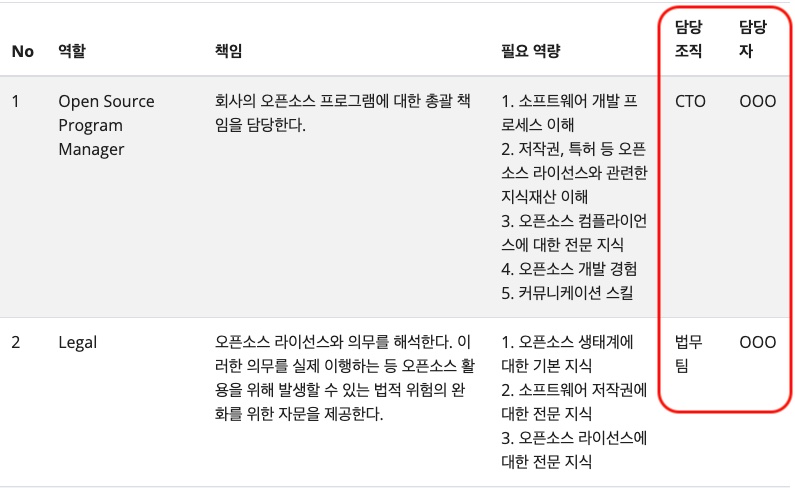 No 역할 책임 필요 역량 담당 조직 담당자
1 Open Source Program Manager
회사의 오픈소스 프로그램에 대한 총괄 책
임을 담당한다.
1. 소프트웨어 개발 프
로세스 이해
2. 저작권, 특허 등 오픈
소스 라이선스와 관련한
지식재산 이해
3. 오픈소스 컴플라이언
스에 대한 전문 지식
4. 오픈소스 개발 경험
5. 커뮤니케이션 스킬
CTO OOO
2 Legal
오픈소스 라이선스와 의무를 해석한다. 이
러한 의무를 실제 이행하는 등 오픈소스 활
용을 위해 발생할 수 있는 법적 위험의 완
화를 위한 자문을 제공한다.
1. 오픈소스 생태계에
대한 기본 지식
2. 소프트웨어 저작권에
대한 전문 지식
3. 오픈소스 라이선스에
대한 전문 지식
법무팀 OOO